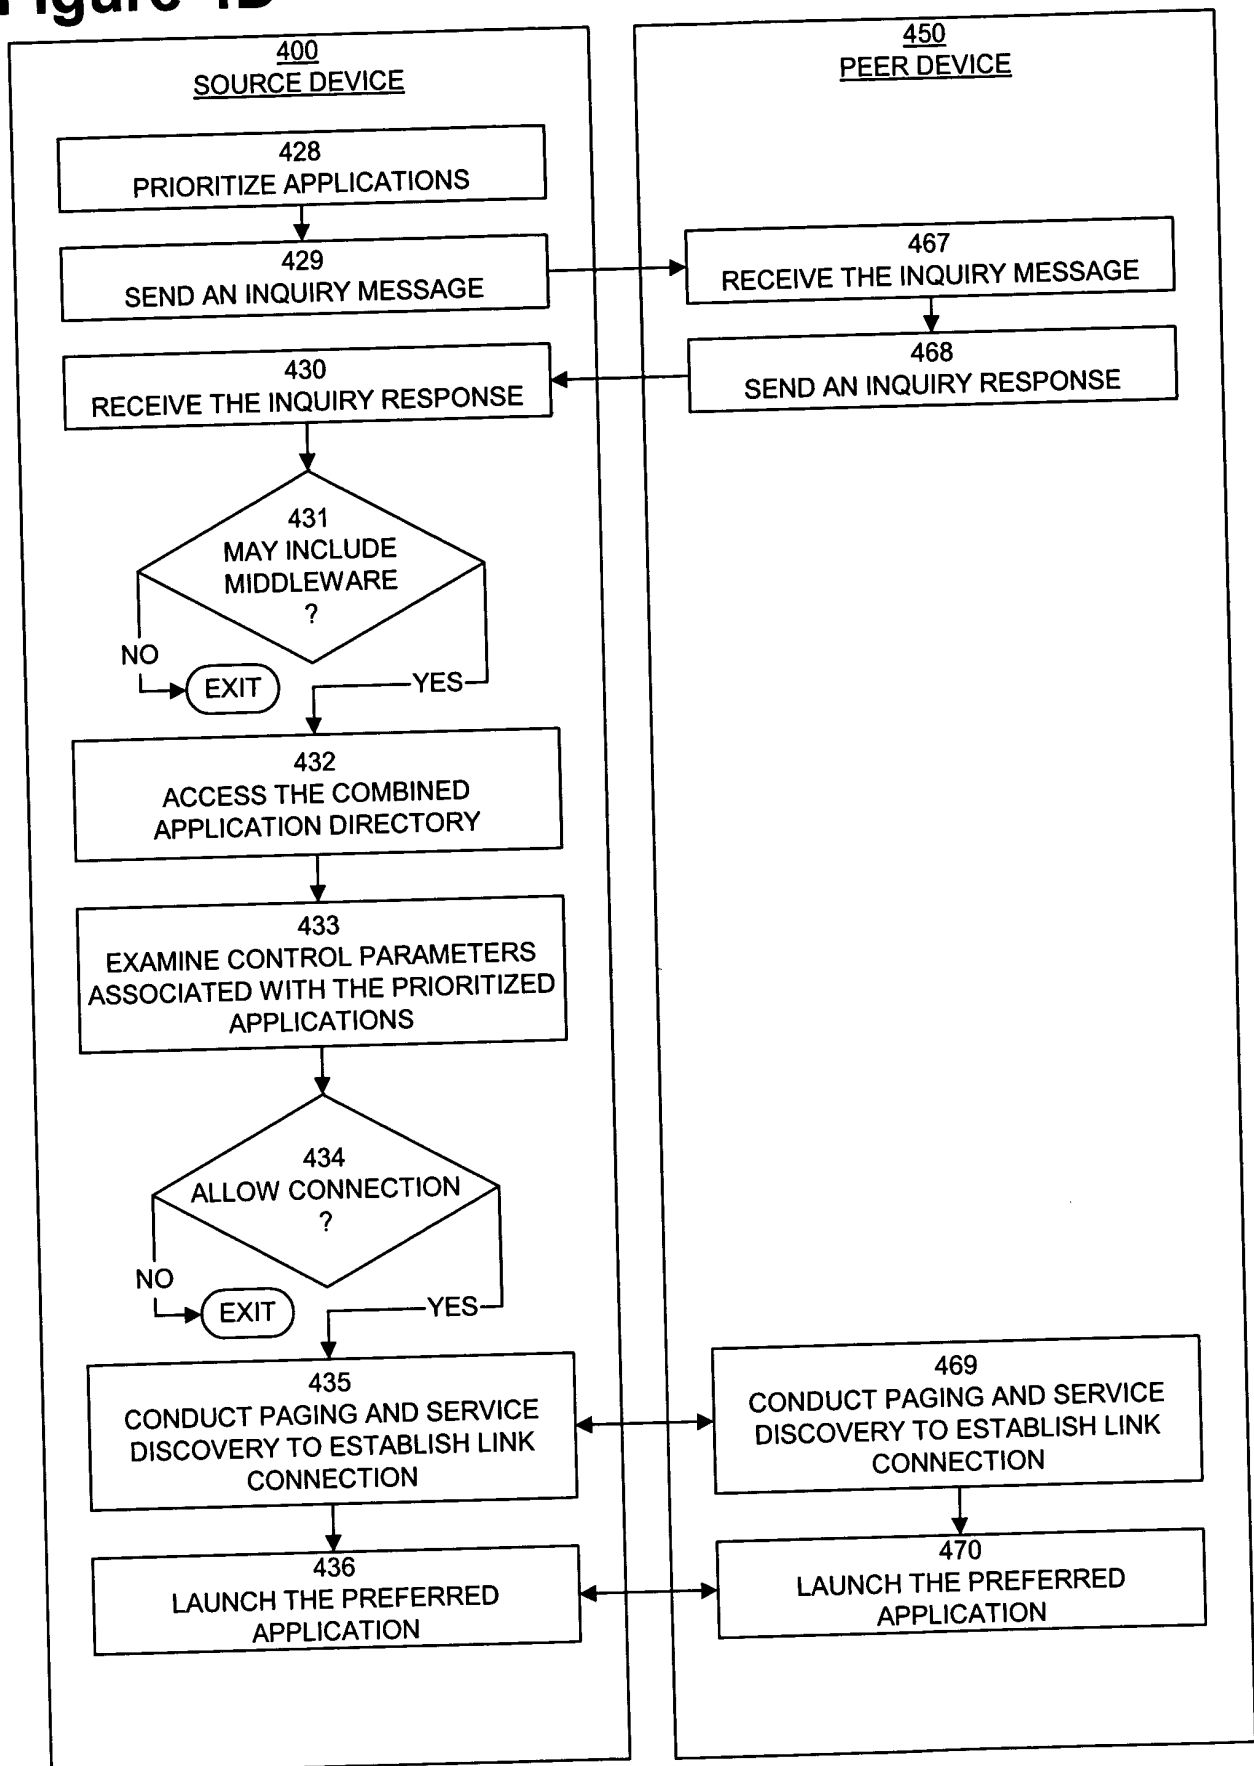 Figure
400
SOURCE DEVICE
450
PEER DEVICE
428
PRIORITIZE APPLICATIONS
429
SEND AN INQUIRY MESSAGE
467
RECEIVE THE INQUIRY MESSAGE
430
RECEIVE THE INQUIRY RESPONSE
468
SEND AN INQUIRY RESPONSE
431
MAY INCLUDE
MIDDLEWARE
?
NO
EXIT
YES
432
ACCESS THE COMBINED
APPLICATION DIRECTORY
433
EXAMINE CONTROL PARAMETERS
ASSOCIATED WITH THE PRIORITIZED
APPLICATIONS
434
ALLOW CONNECTION
?
NO
EXIT
YES
435
CONDUCT PAGING AND SERVICE
DISCOVERY TO ESTABLISH LINK
CONNECTION
469
CONDUCT PAGING AND SERVICE
DISCOVERY TO ESTABLISH LINK
CONNECTION
436
LAUNCH THE PREFERRED
APPLICATION
470
LAUNCH THE PREFERRED
APPLICATION